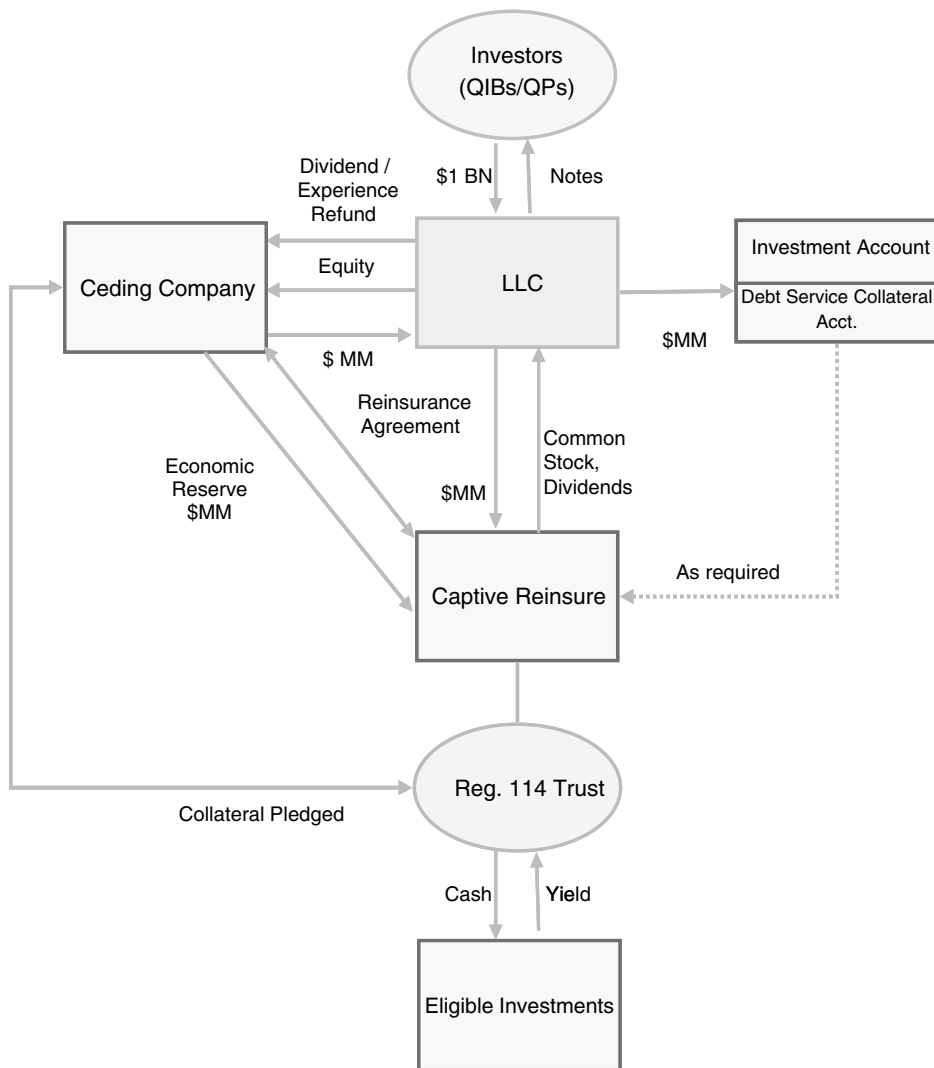 Investors
(QIBs/QPs)
$1 BN
Notes
Dividend /
Experience
Refund
Ceding Company
Equity
LLC
Investment Account
Debt Service Collateral
Acct.
$ MM
$MM
Reinsurance
Agreement
Common
Stock,
Dividends
Economic
Reserve
$MM
$MM
As required
Captive Reinsure
Reg. 114 Trust
Collateral Pledged
Cash
Yield
Eligible Investments